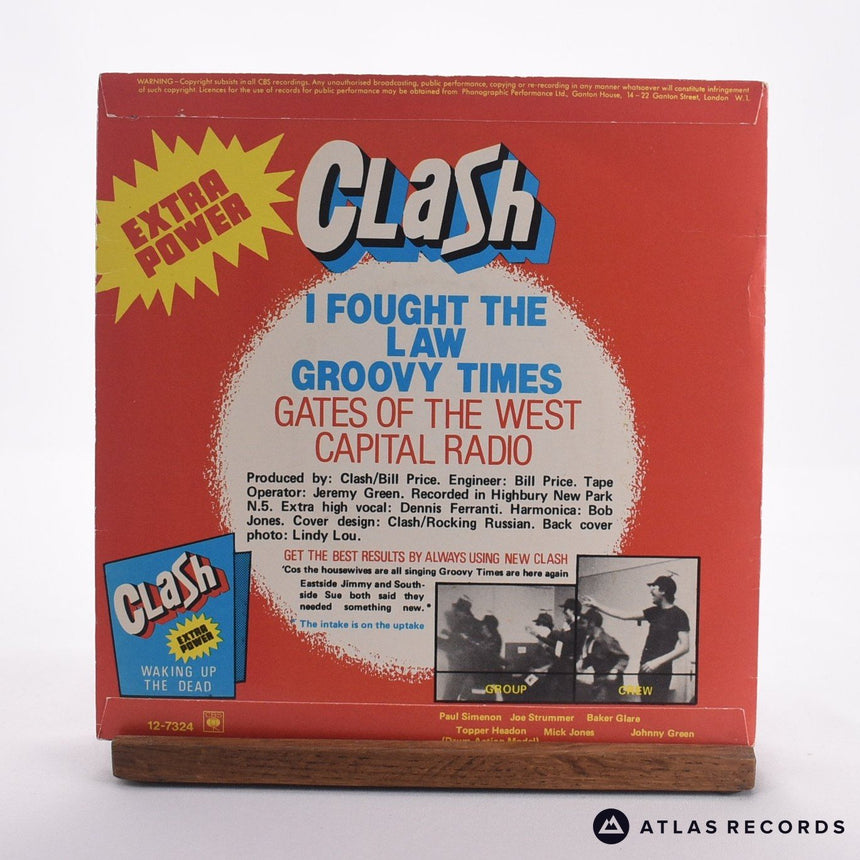 WARNING – Copyright subsists in all CBS recordings. Any unauthorised broadcasting, public performance, copying or re-recording in any manner whatsoever will constitute infringement
of such copyright. Licences for the use of records for public performance may be obtained from Phonographic Performance Ltd., Ganton House, 14 – 22 Ganton Street, London W.1.
EXTRA
POWER
CLaSh
I FOUGHT THE
LAW
GROOVY TIMES
GATES OF THE WEST
CAPITAL RADIO
Produced by: Clash/Bill Price. Engineer: Bill Price. Tape
Operator: Jeremy Green. Recorded in Highbury New Park
N.5. Extra high vocal: Dennis Ferranti. Harmonica: Bob
Jones. Cover design: Clash/Rocking Russian. Back cover
photo: Lindy Lou.
GET THE BEST RESULTS BY ALWAYS USING NEW CLASH
'Cos the housewives are all singing Groovy Times are here again
Eastside Jimmy and South-
side Sue both said they
needed something new.*
* The intake is on the uptake
CLaSh
EXTRA
POWER
WAKING UP
THE DEAD
GROUP
CREW
12-7324
CBS
Paul Simenon Joe Strummer Baker Glare
Topper Headon Mick Jones Johnny Green
(Drum Action Model)
ATLAS RECORDS